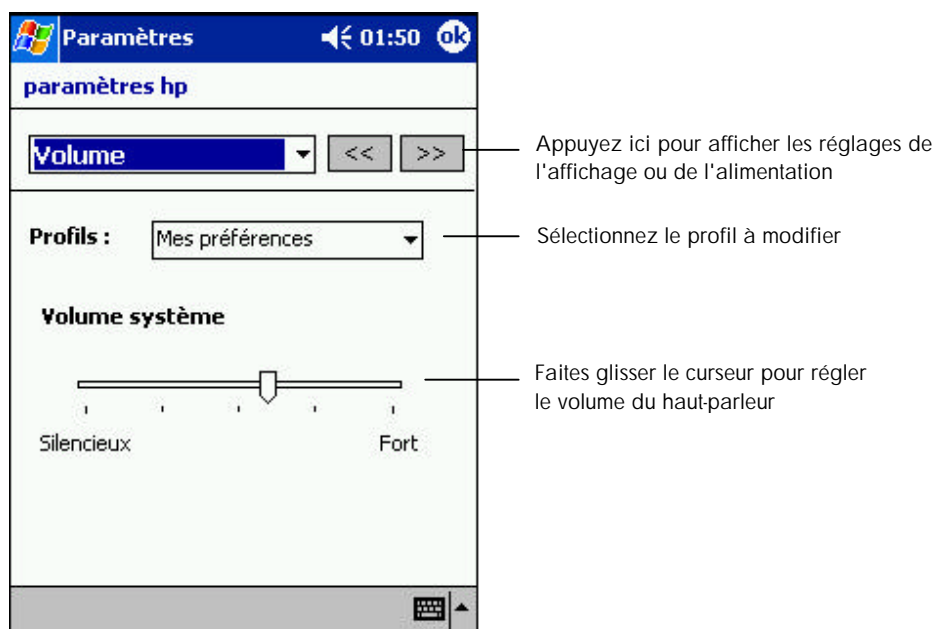 Paramètres 01:50 ok
paramètres hp
Volume << >>
Appuyez ici pour afficher les réglages de
l'affichage ou de l'alimentation
Profils : Mes préférences
Sélectionnez le profil à modifier
Volume système
Faites glisser le curseur pour régler
le volume du haut-parleur
Silencieux Fort